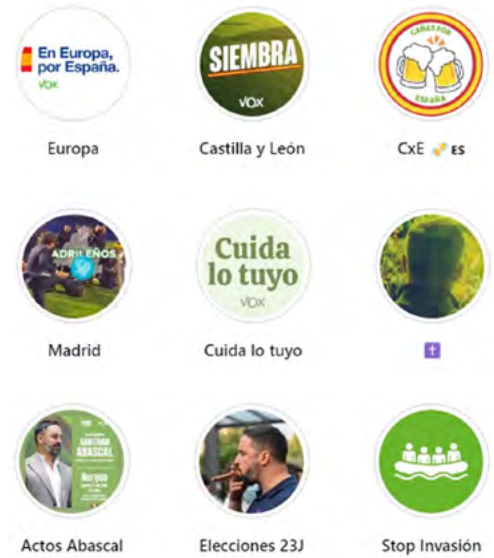 En Europa,
por España.
VOX
SIEMBRA
VOX
CAÑAS POR
ESPAÑA
Europa
Castilla y León
CxE ES
ADRILEÑOS
Cuida
lo tuyo
VOX
Madrid
Cuida lo tuyo
SANTIAGO
ABASCAL
Burgos
Actos Abascal
Elecciones 23J
Stop Invasión